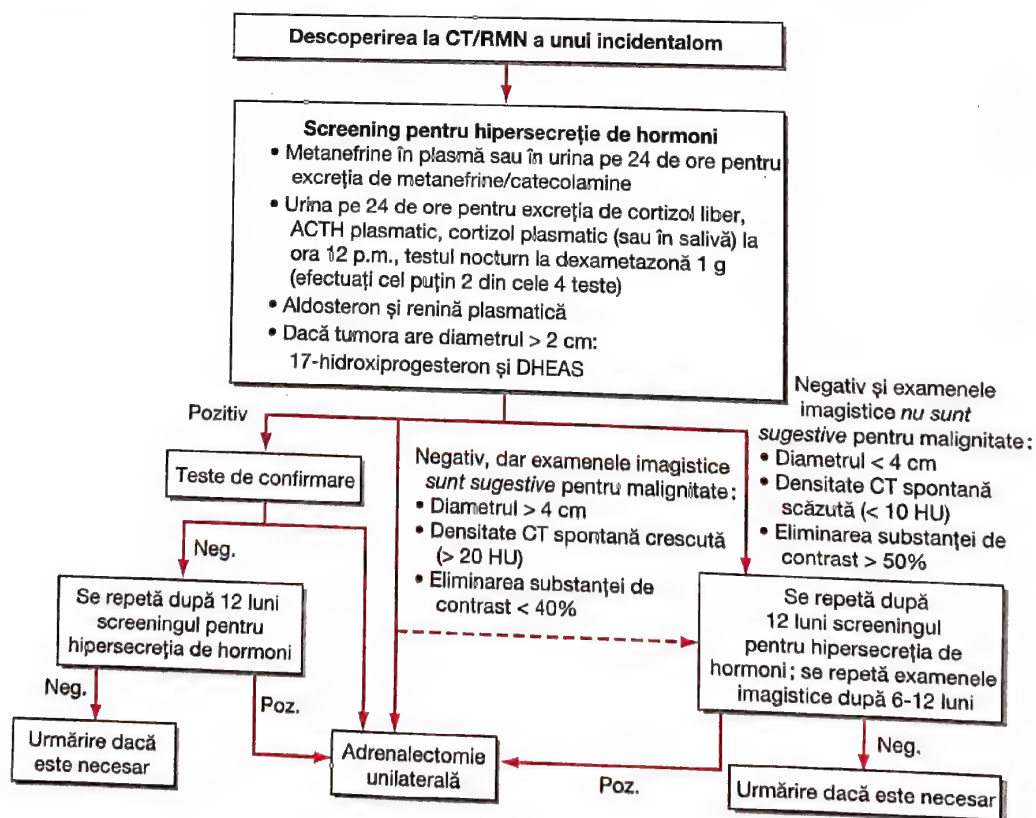 Descoperirea la CT/RMN a unui incidentalom
Screening pentru hipersecreție de hormoni
• Metanefrine în plasmă sau în urina pe 24 de ore pentru
excreția de metanefrine/catecolamine
• Urina pe 24 de ore pentru excreția de cortizol liber,
ACTH plasmatic, cortizol plasmatic (sau în salivă) la
ora 12 p.m., testul nocturn la dexametazonă 1 g
(efectuați cel puțin 2 din cele 4 teste)
• Aldosteron și renină plasmatică
• Dacă tumora are diametrul > 2 cm:
17-hidroxiprogesteron și DHEAS
Pozitiv
Teste de confirmare
Negativ, dar examenele imagistice
sunt sugestive pentru malignitate:
• Diametrul > 4 cm
• Densitate CT spontană crescută
(> 20 HU)
• Eliminarea substanței de
contrast < 40%
Negativ și examenele
imagistice nu sunt
sugestive pentru malignitate:
• Diametrul < 4 cm
• Densitate CT spontană
scăzută (< 10 HU)
• Eliminarea substanței de
contrast > 50%
Neg.
Se repetă după 12 luni
screeningul pentru
hipersecreția de hormoni
Se repetă după
12 luni screeningul
pentru hipersecreția de
hormoni; se repetă examenele
imagistice după 6-12 luni
Neg.
Poz.
Urmărire dacă
este necesar
Adrenalectomie
unilaterală
Poz.
Neg.
Urmărire dacă este necesar